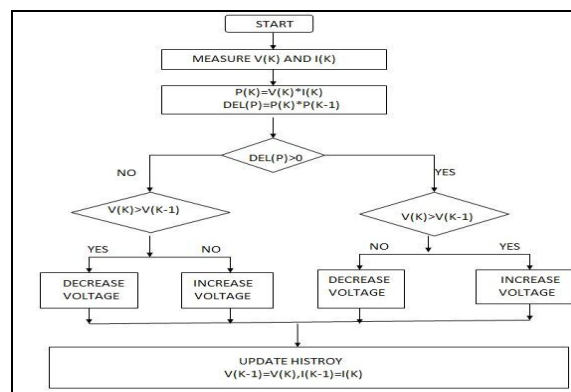 START
MEASURE V(K) AND I(K)
P(K)=V(K)*I(K)
DEL(P)=P(K)*P(K-1)
DEL(P)>0
NO
YES
V(K)>V(K-1)
V(K)>V(K-1)
YES
NO
NO
YES
DECREASE
VOLTAGE
INCREASE
VOLTAGE
DECREASE
VOLTAGE
INCREASE
VOLTAGE
UPDATE HISTROY
V(K-1)=V(K),I(K-1)=I(K)